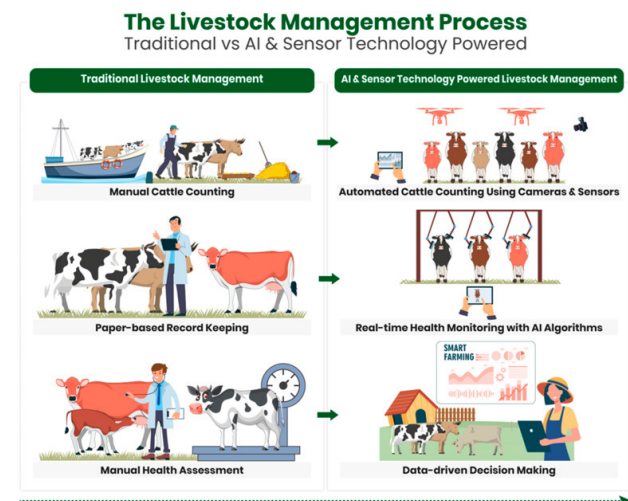 The Livestock Management Process
Traditional vs AI & Sensor Technology Powered
Traditional Livestock Management
AI & Sensor Technology Powered Livestock Management
Manual Cattle Counting
Automated Cattle Counting Using Cameras & Sensors
Paper-based Record Keeping
Real-time Health Monitoring with AI Algorithms
SMART
FARMING
Manual Health Assessment
Data-driven Decision Making